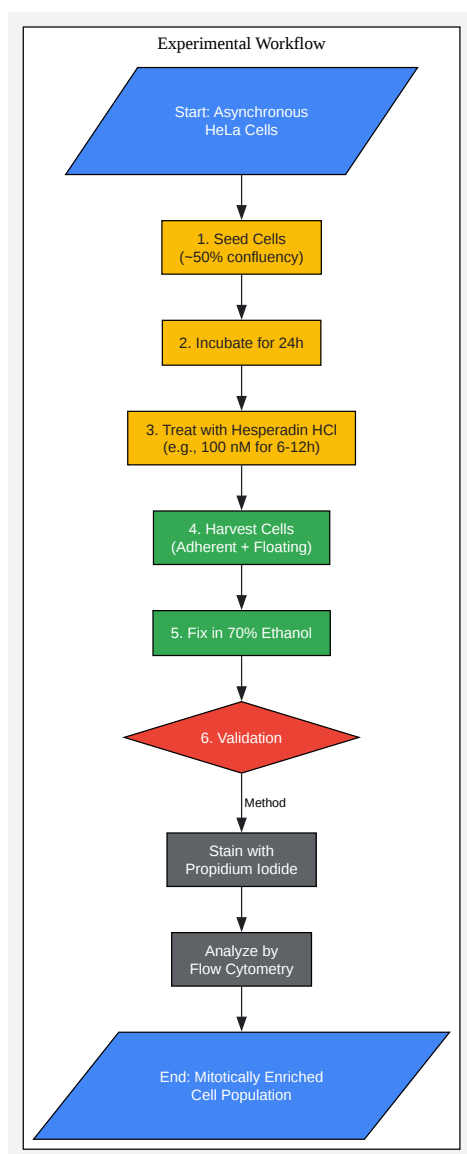 Experimental Workflow
Start: Asynchronous
HeLa Cells
1. Seed Cells
(~50% confluency)
2. Incubate for 24h
3. Treat with Hesperadin HCl
(e.g., 100 nM for 6-12h)
4. Harvest Cells
(Adherent + Floating)
5. Fix in 70% Ethanol
6. Validation
Method
Stain with
Propidium Iodide
Analyze by
Flow Cytometry
End: Mitotically Enriched
Cell Population